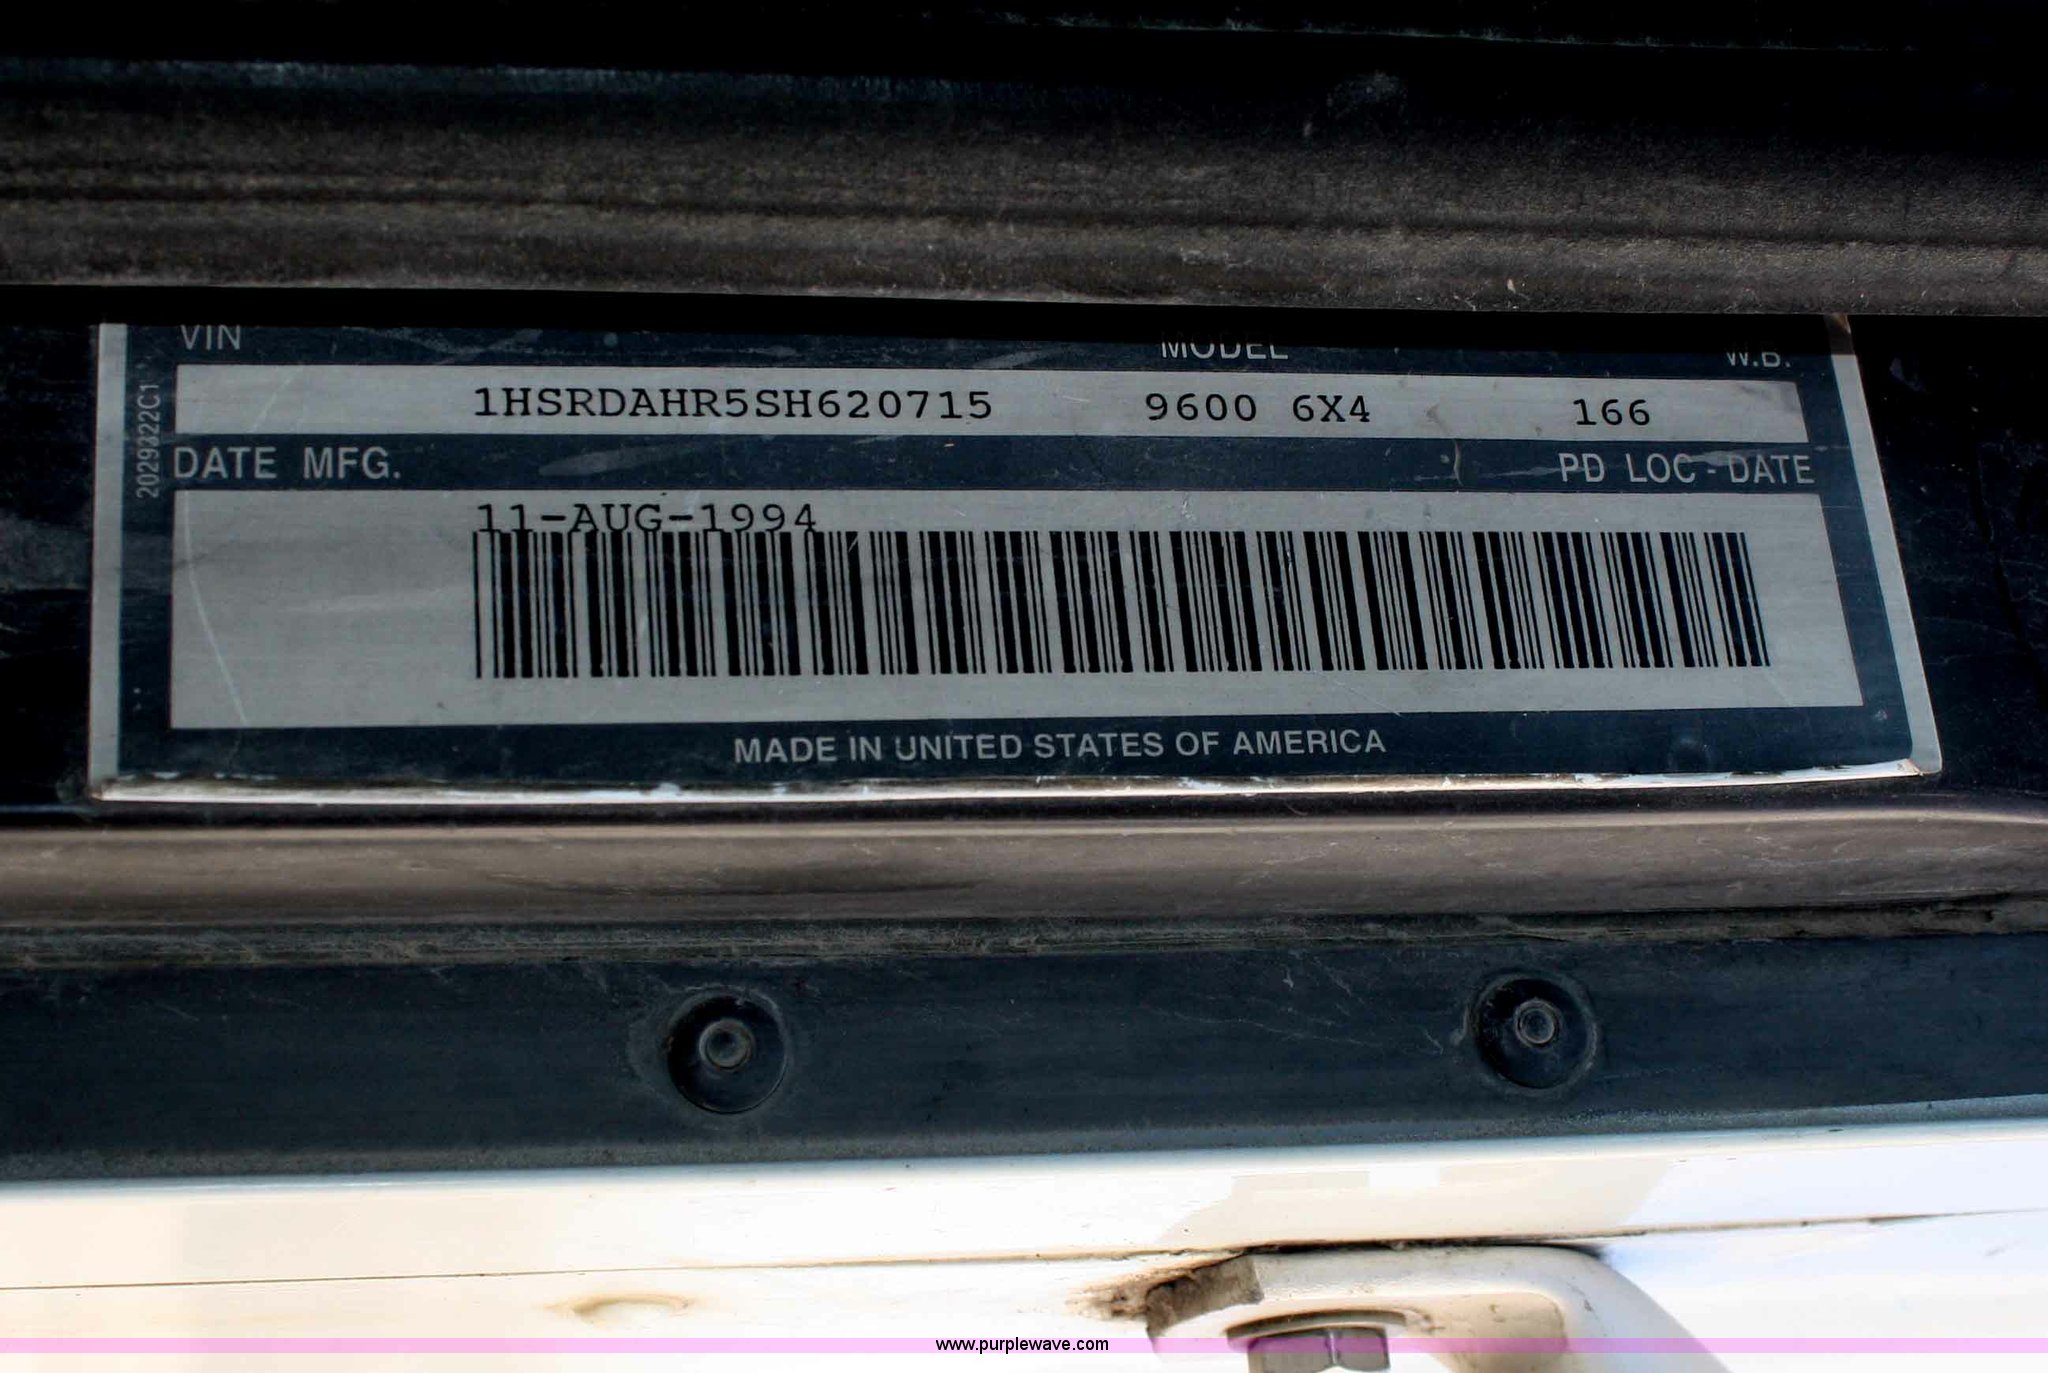 VIN MODEL W.B.
1HSRDAHR5SH620715 9600 6X4 166
2029322C1
DATE MFG. PD LOC - DATE
11-AUG-1994
MADE IN UNITED STATES OF AMERICA
www.purplewave.com